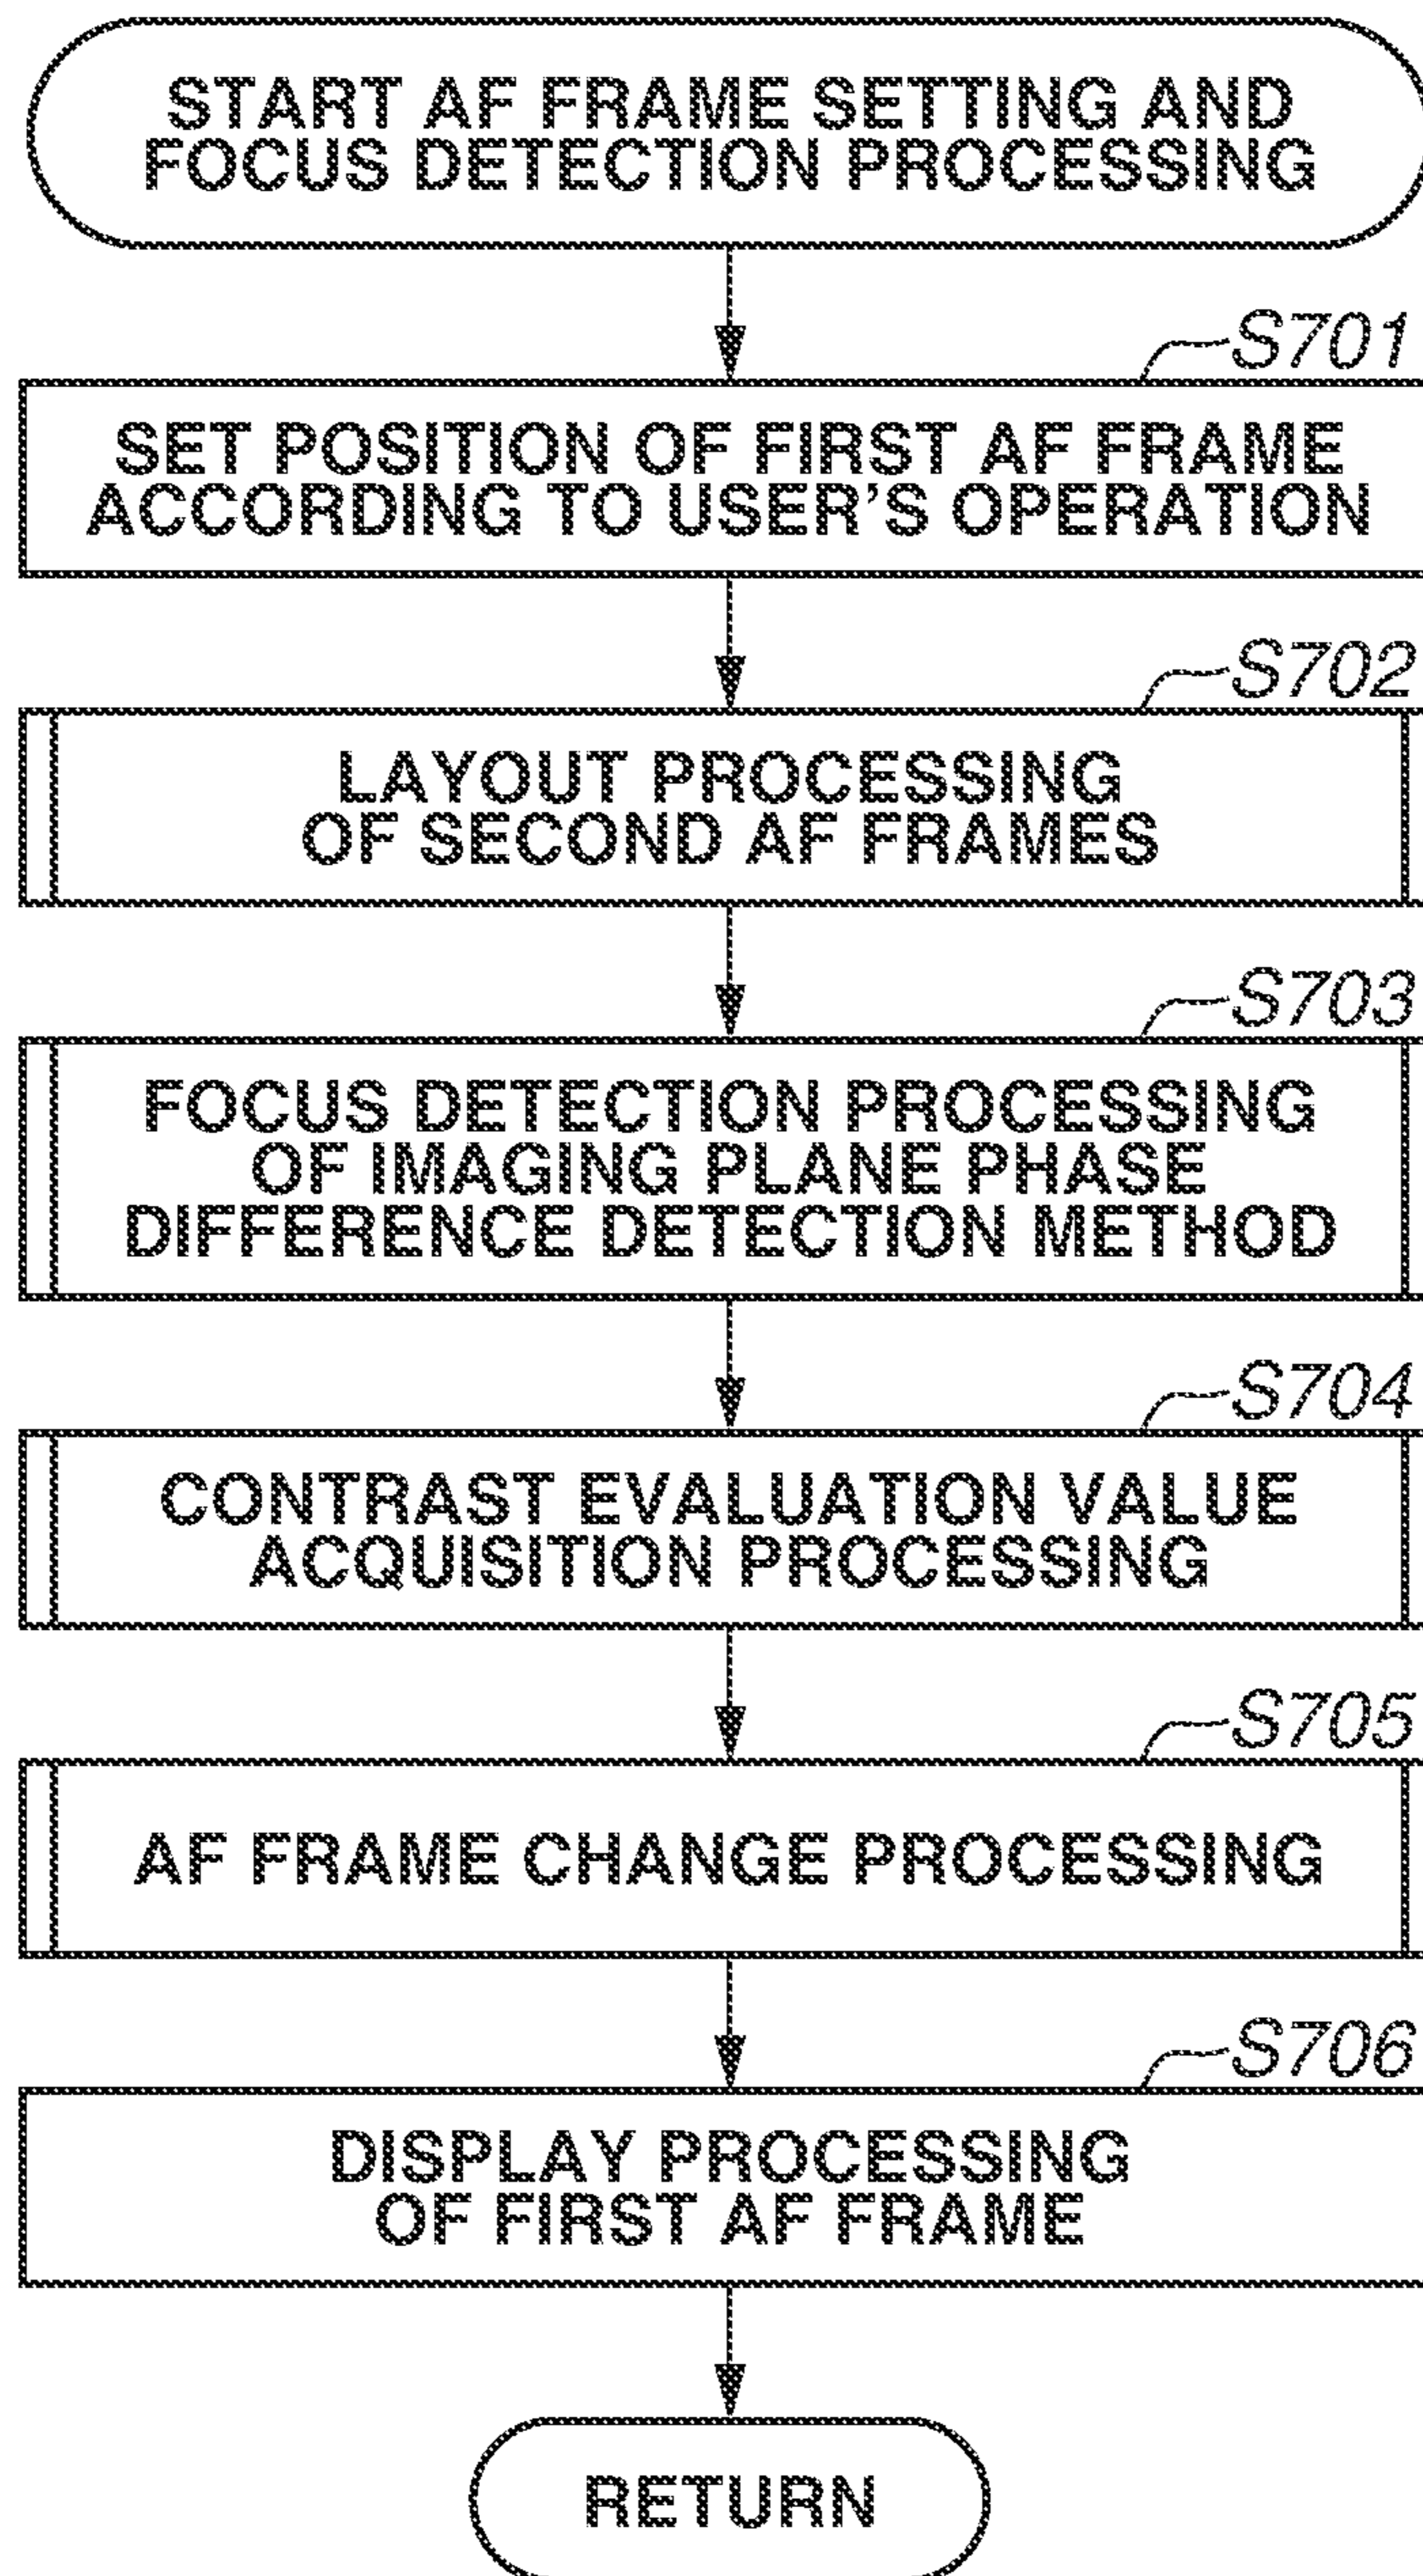 START AF FRAME SETTING AND
FOCUS DETECTION PROCESSING
S701
SET POSITION OF FIRST AF FRAME
ACCORDING TO USER'S OPERATION
S702
LAYOUT PROCESSING
OF SECOND AF FRAMES
S703
FOCUS DETECTION PROCESSING
OF IMAGING PLANE PHASE
DIFFERENCE DETECTION METHOD
S704
CONTRAST EVALUATION VALUE
ACQUISITION PROCESSING
S705
AF FRAME CHANGE PROCESSING
S706
DISPLAY PROCESSING
OF FIRST AF FRAME
RETURN